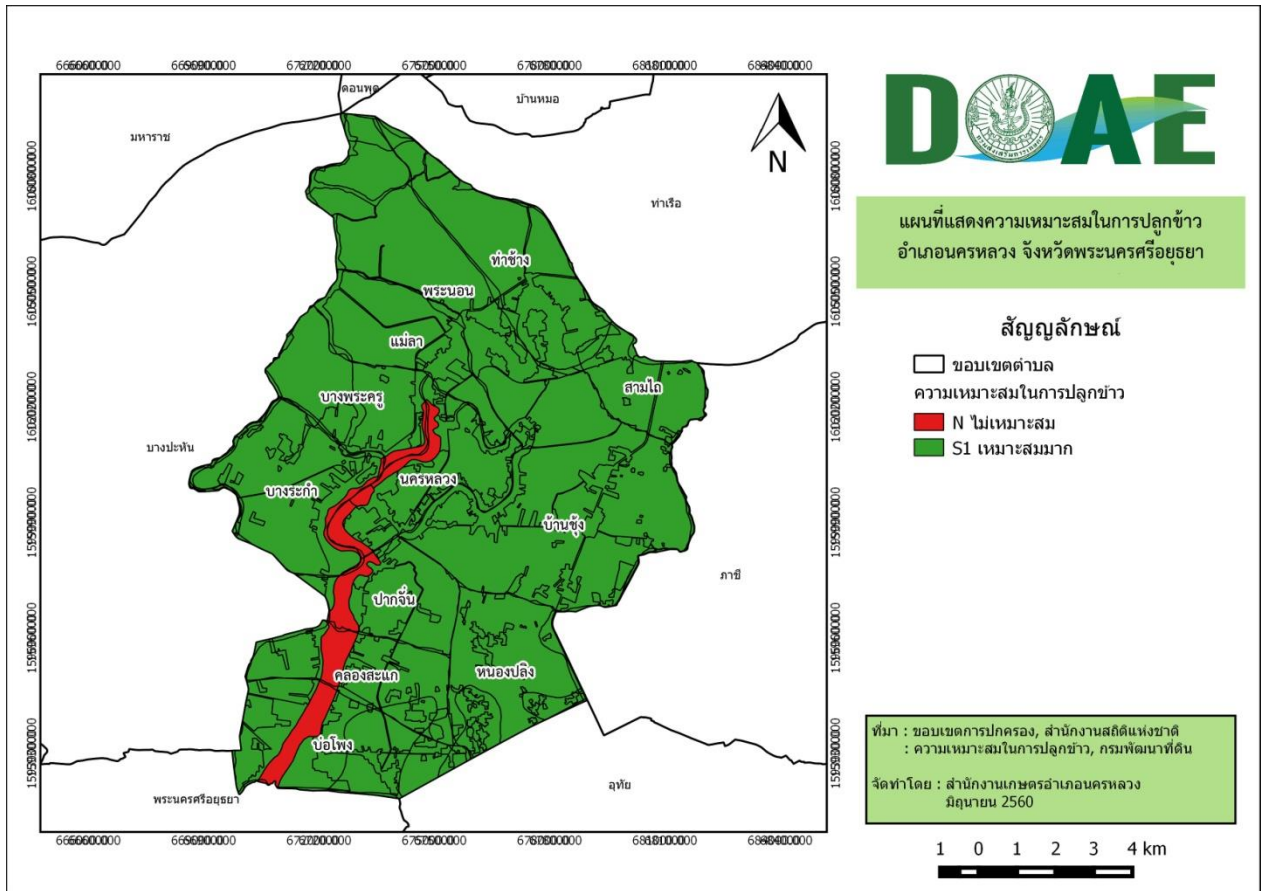 ดอนพุด
บ้านหมอ
มหาราช
N
ท่าเรือ
ท่าช้าง
พระนอน
แม่ลา
สามไถ
บางพระครู
บางปะหัน
นครหลวง
บางระกำ
บ้านชุ้ง
ภาชี
ปากจั่น
หนองปลิง
คลองสะแก
บ่อโพง
อุทัย
พระนครศรีอยุธยา
DOAE
กรมส่งเสริมการเกษตร
แผนที่แสดงความเหมาะสมในการปลูกข้าว
อำเภอนครหลวง จังหวัดพระนครศรีอยุธยา
สัญญลักษณ์
ขอบเขตตำบล
ความเหมาะสมในการปลูกข้าว
N ไม่เหมาะสม
S1 เหมาะสมมาก
ที่มา : ขอบเขตการปกครอง, สำนักงานสถิติแห่งชาติ
: ความเหมาะสมในการปลูกข้าว, กรมพัฒนาที่ดิน
จัดทำโดย : สำนักงานเกษตรอำเภอนครหลวง
มิถุนายน 2560
1 0 1 2 3 4 km